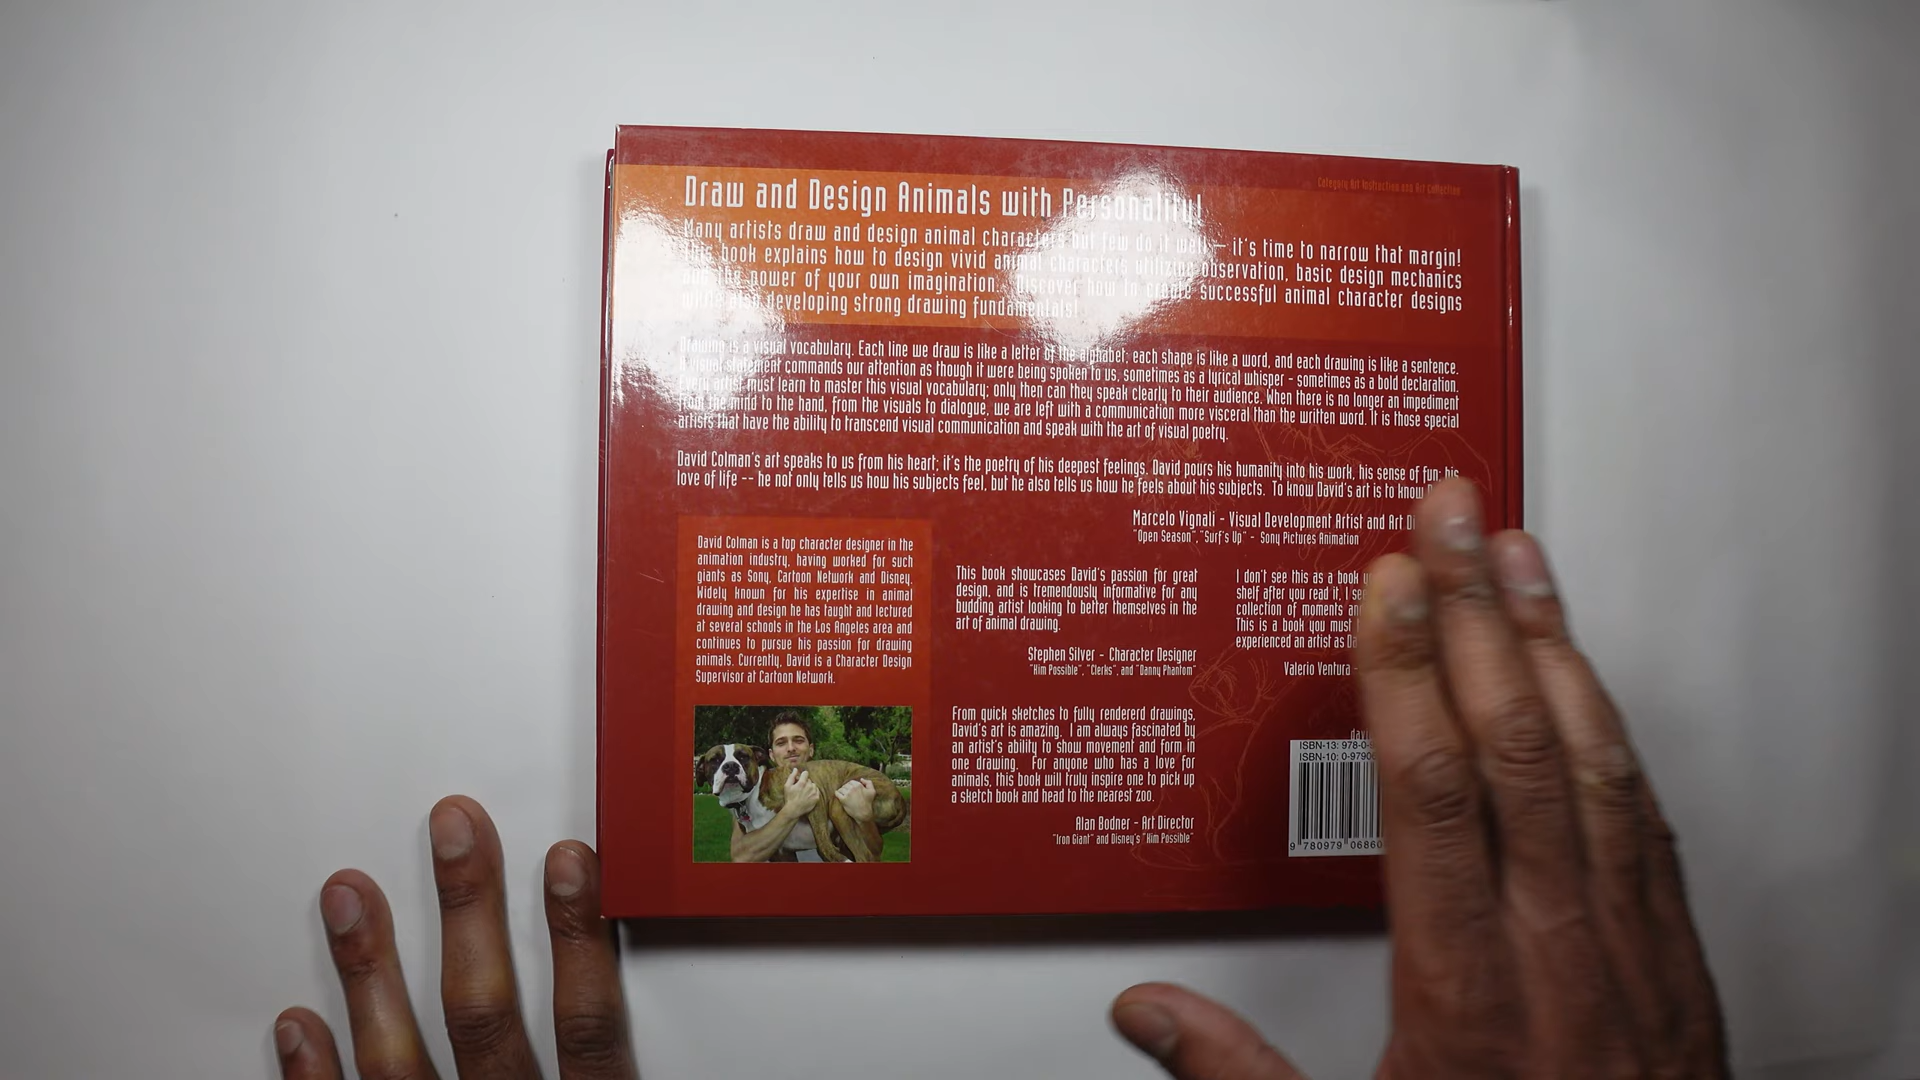 Category Art Instruction and Art Collection
Draw and Design Animals with Personality!
Many artists draw and design animal characters but few do it well – it's time to narrow that margin!
This book explains how to design vivid animal characters utilizing observation, basic design mechanics
and the power of your own imagination. Discover how to create successful animal character designs
while also developing strong drawing fundamentals!
Drawing is a visual vocabulary. Each line we draw is like a letter of the alphabet; each shape is like a word, and each drawing is like a sentence.
A visual statement commands our attention as though it were being spoken to us, sometimes as a lyrical whisper - sometimes as a bold declaration.
Every artist must learn to master this visual vocabulary; only then can they speak clearly to their audience. When there is no longer an impediment
from the mind to the hand, from the visuals to dialogue, we are left with a communication more visceral than the written word. It is those special
artists that have the ability to transcend visual communication and speak with the art of visual poetry.
David Colman's art speaks to us from his heart; it's the poetry of his deepest feelings. David pours his humanity into his work, his sense of fun; his
love of life -- he not only tells us how his subjects feel, but he also tells us how he feels about his subjects. To know David's art is to know
Marcelo Vignali - Visual Development Artist and Art
"Open Season", "Surf's Up" - Sony Pictures Animation
David Colman is a top character designer in the
animation industry, having worked for such
giants as Sony, Cartoon Network and Disney.
Widely known for his expertise in animal
drawing and design he has taught and lectured
at several schools in the Los Angeles area and
continues to pursue his passion for drawing
animals. Currently, David is a Character Design
Supervisor at Cartoon Network.
This book showcases David's passion for great
design, and is tremendously informative for any
budding artist looking to better themselves in the
art of animal drawing.
Stephen Silver - Character Designer
"Kim Possible", "Clerks", and "Danny Phantom"
From quick sketches to fully rendererd drawings,
David's art is amazing. I am always fascinated by
an artist's ability to show movement and form in
one drawing. For anyone who has a love for
animals, this book will truly inspire one to pick up
a sketch book and head to the nearest zoo.
Alan Bodner - Art Director
"Iron Giant" and Disney's "Kim Possible"
I don't see this as a book
shelf after you read it, I
collection of moments
This is a book you must
experienced an artist as
Valerio Ventura -
ISBN-13: 978-0-
ISBN-10: 0-9790
9 780979 06860